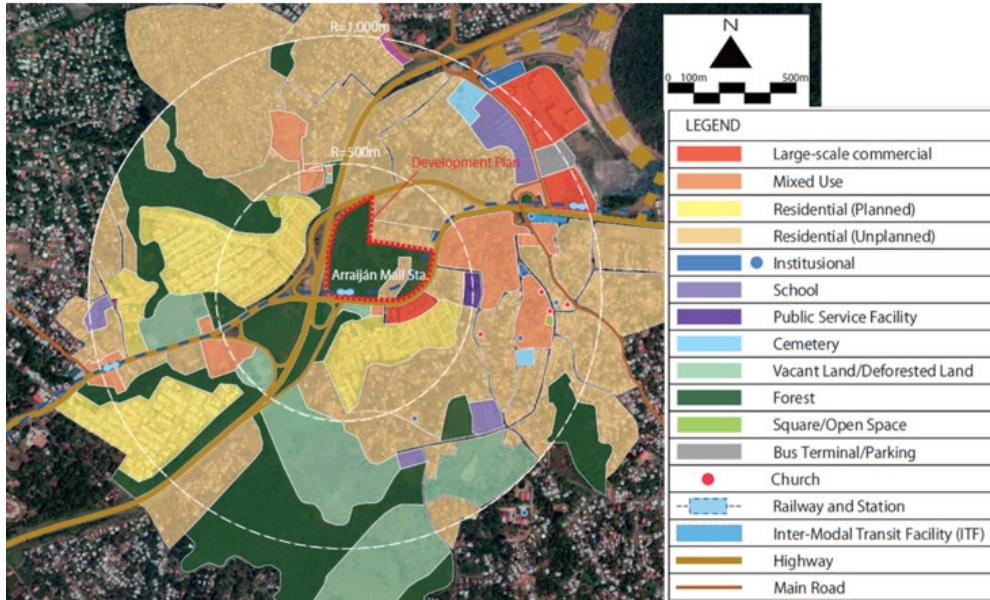 R=1,000m
R=500m
Development Plan
Arraiján Mall Sta.
N
0 100m 500m
LEGEND
Large-scale commercial
Mixed Use
Residential (Planned)
Residential (Unplanned)
Institusional
School
Public Service Facility
Cemetery
Vacant Land/Deforested Land
Forest
Square/Open Space
Bus Terminal/Parking
Church
Railway and Station
Inter-Modal Transit Facility (ITF)
Highway
Main Road